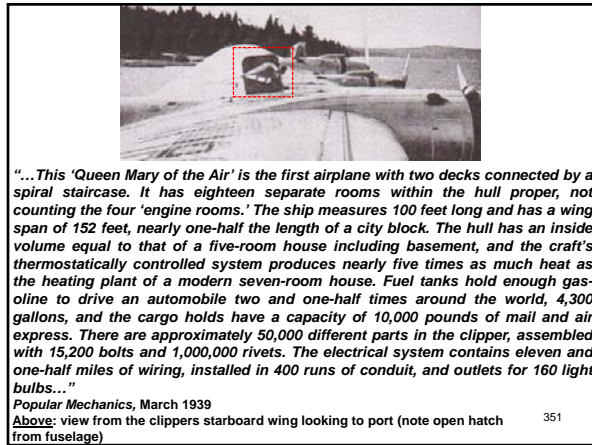 “…This ‘Queen Mary of the Air’ is the first airplane with two decks connected by a
spiral staircase. It has eighteen separate rooms within the hull proper, not
counting the four ‘engine rooms.’ The ship measures 100 feet long and has a wing
span of 152 feet, nearly one-half the length of a city block. The hull has an inside
volume equal to that of a five-room house including basement, and the craft’s
thermostatically controlled system produces nearly five times as much heat as
the heating plant of a modern seven-room house. Fuel tanks hold enough gas-
oline to drive an automobile two and one-half times around the world, 4,300
gallons, and the cargo holds have a capacity of 10,000 pounds of mail and air
express. There are approximately 50,000 different parts in the clipper, assembled
with 15,200 bolts and 1,000,000 rivets. The electrical system contains eleven and
one-half miles of wiring, installed in 400 runs of conduit, and outlets for 160 light
bulbs…”
Popular Mechanics, March 1939
Above: view from the clippers starboard wing looking to port (note open hatch
from fuselage)
351